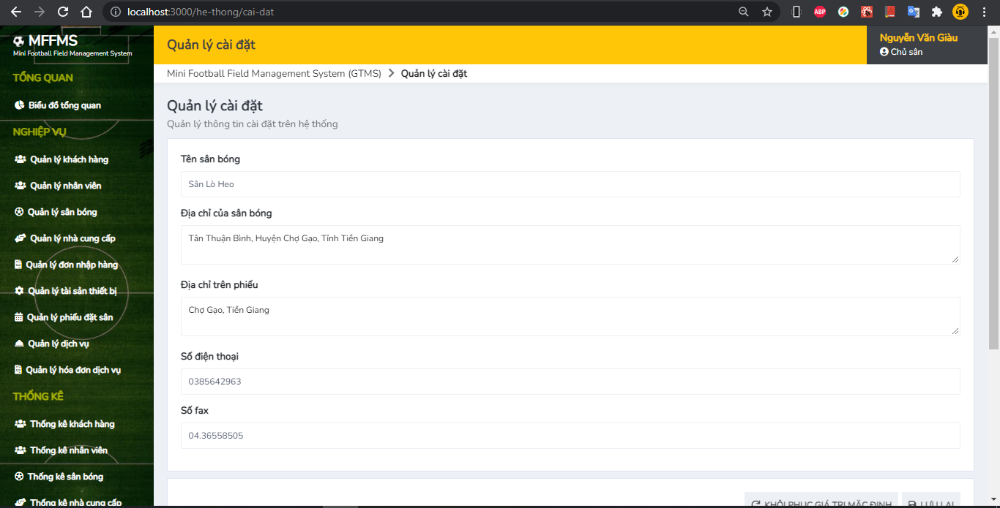 localhost:3000/he-thong/cai-dat
ABP
MFFMS
Mini Football Field Management System
TỔNG QUAN
Biểu đồ tổng quan
NGHIỆP VỤ
Quản lý khách hàng
Quản lý nhân viên
Quản lý sân bóng
Quản lý nhà cung cấp
Quản lý đơn nhập hàng
Quản lý tài sản thiết bị
Quản lý phiếu đặt sân
Quản lý dịch vụ
Quản lý hóa đơn dịch vụ
THỐNG KÊ
Thống kê khách hàng
Thống kê nhân viên
Thống kê sân bóng
Thống kê nhà cung cấp
Quản lý cài đặt
Nguyễn Văn Giàu
Chủ sân
Mini Football Field Management System (GTMS) > Quản lý cài đặt
Quản lý cài đặt
Quản lý thông tin cài đặt trên hệ thống
Tên sân bóng
Sân Lò Heo
Địa chỉ của sân bóng
Tân Thuận Bình, Huyện Chợ Gạo, Tỉnh Tiền Giang
Địa chỉ trên phiếu
Chợ Gạo, Tiền Giang
Số điện thoại
0385642963
Số fax
04.36558505
KHÔI PHỤC GIÁ TRỊ MẶC ĐỊNH
LƯU LẠI